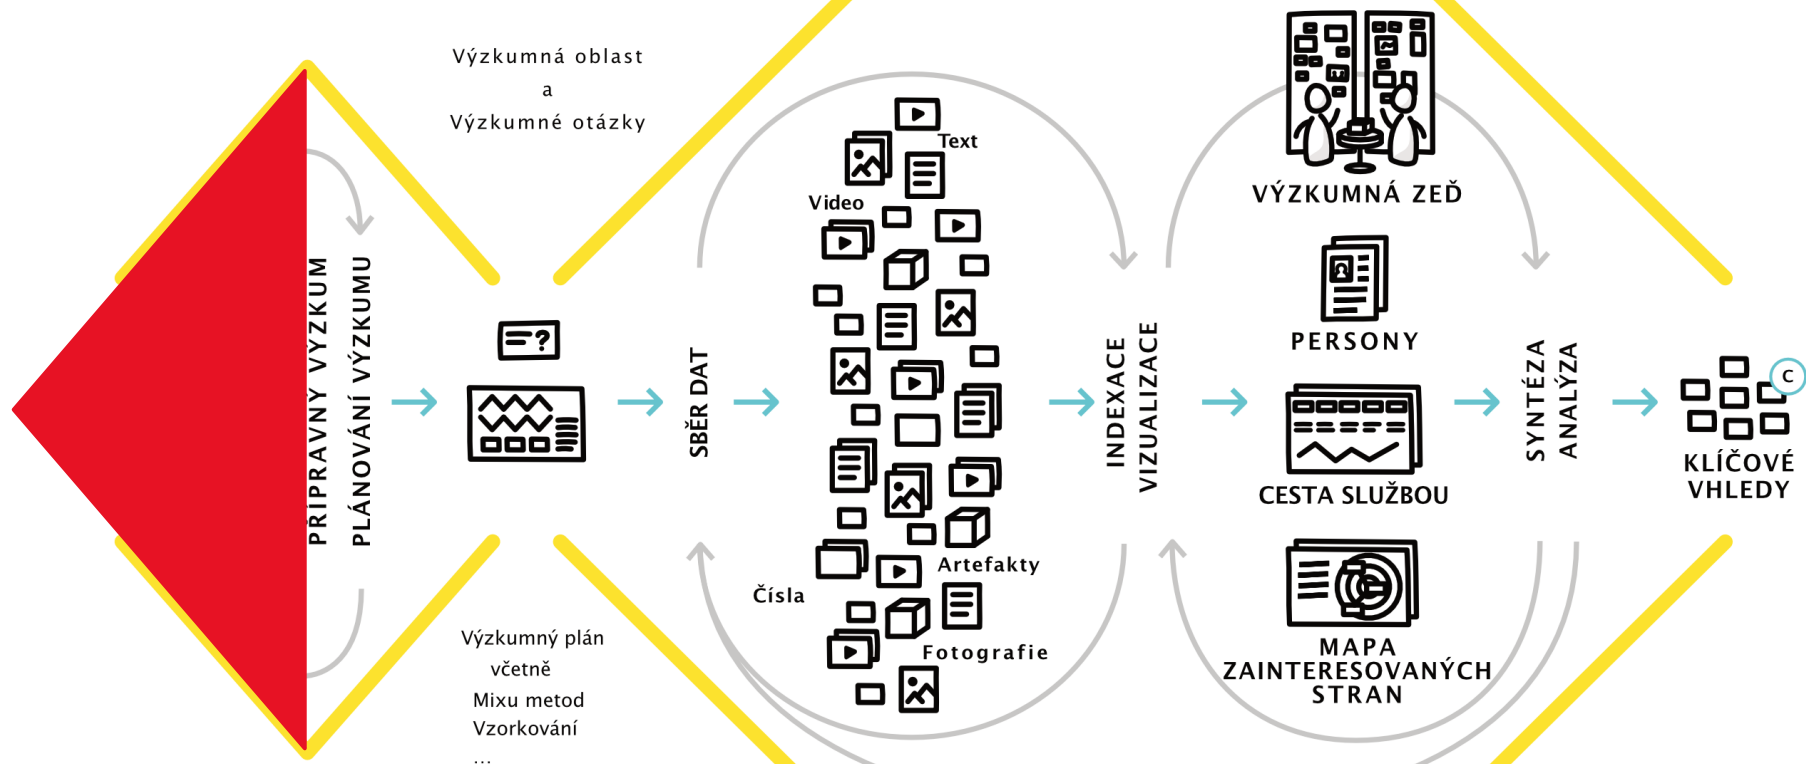 Výzkumná oblast
a
Výzkumné otázky
PŘÍPRAVNÝ VÝZKUM
PLÁNOVÁNÍ VÝZKUMU
?
Výzkumný plán
včetně
Mixu metod
Vzorkování
...
SBĚR DAT
Text
Video
Artefakty
Čísla
Fotografie
INDEXACE
VIZUALIZACE
VÝZKUMNÁ ZEĎ
PERSONY
CESTA SLUŽBOU
MAPA
ZAINTERESOVANÝCH
STRAN
SYNTÉZA
ANALÝZA
C
KLÍČOVÉ
VHLEDY